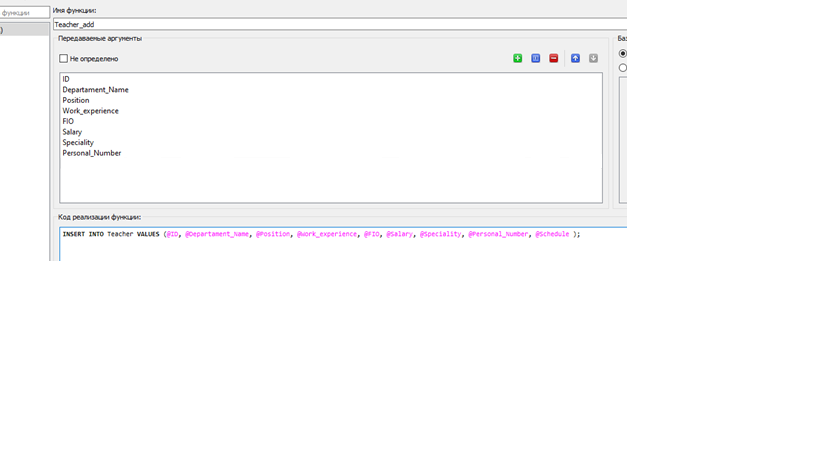 функции
Имя функции:
)
Teacher_add
Передаваемые аргументы
Баз
Не определено
ID
Departament_Name
Position
Work_experience
FIO
Salary
Speciality
Personal_Number
Код реализации функции:
INSERT INTO Teacher VALUES (@ID, @Departament_Name, @Position, @Work_experience, @FIO, @Salary, @Speciality, @Personal_Number, @Schedule );